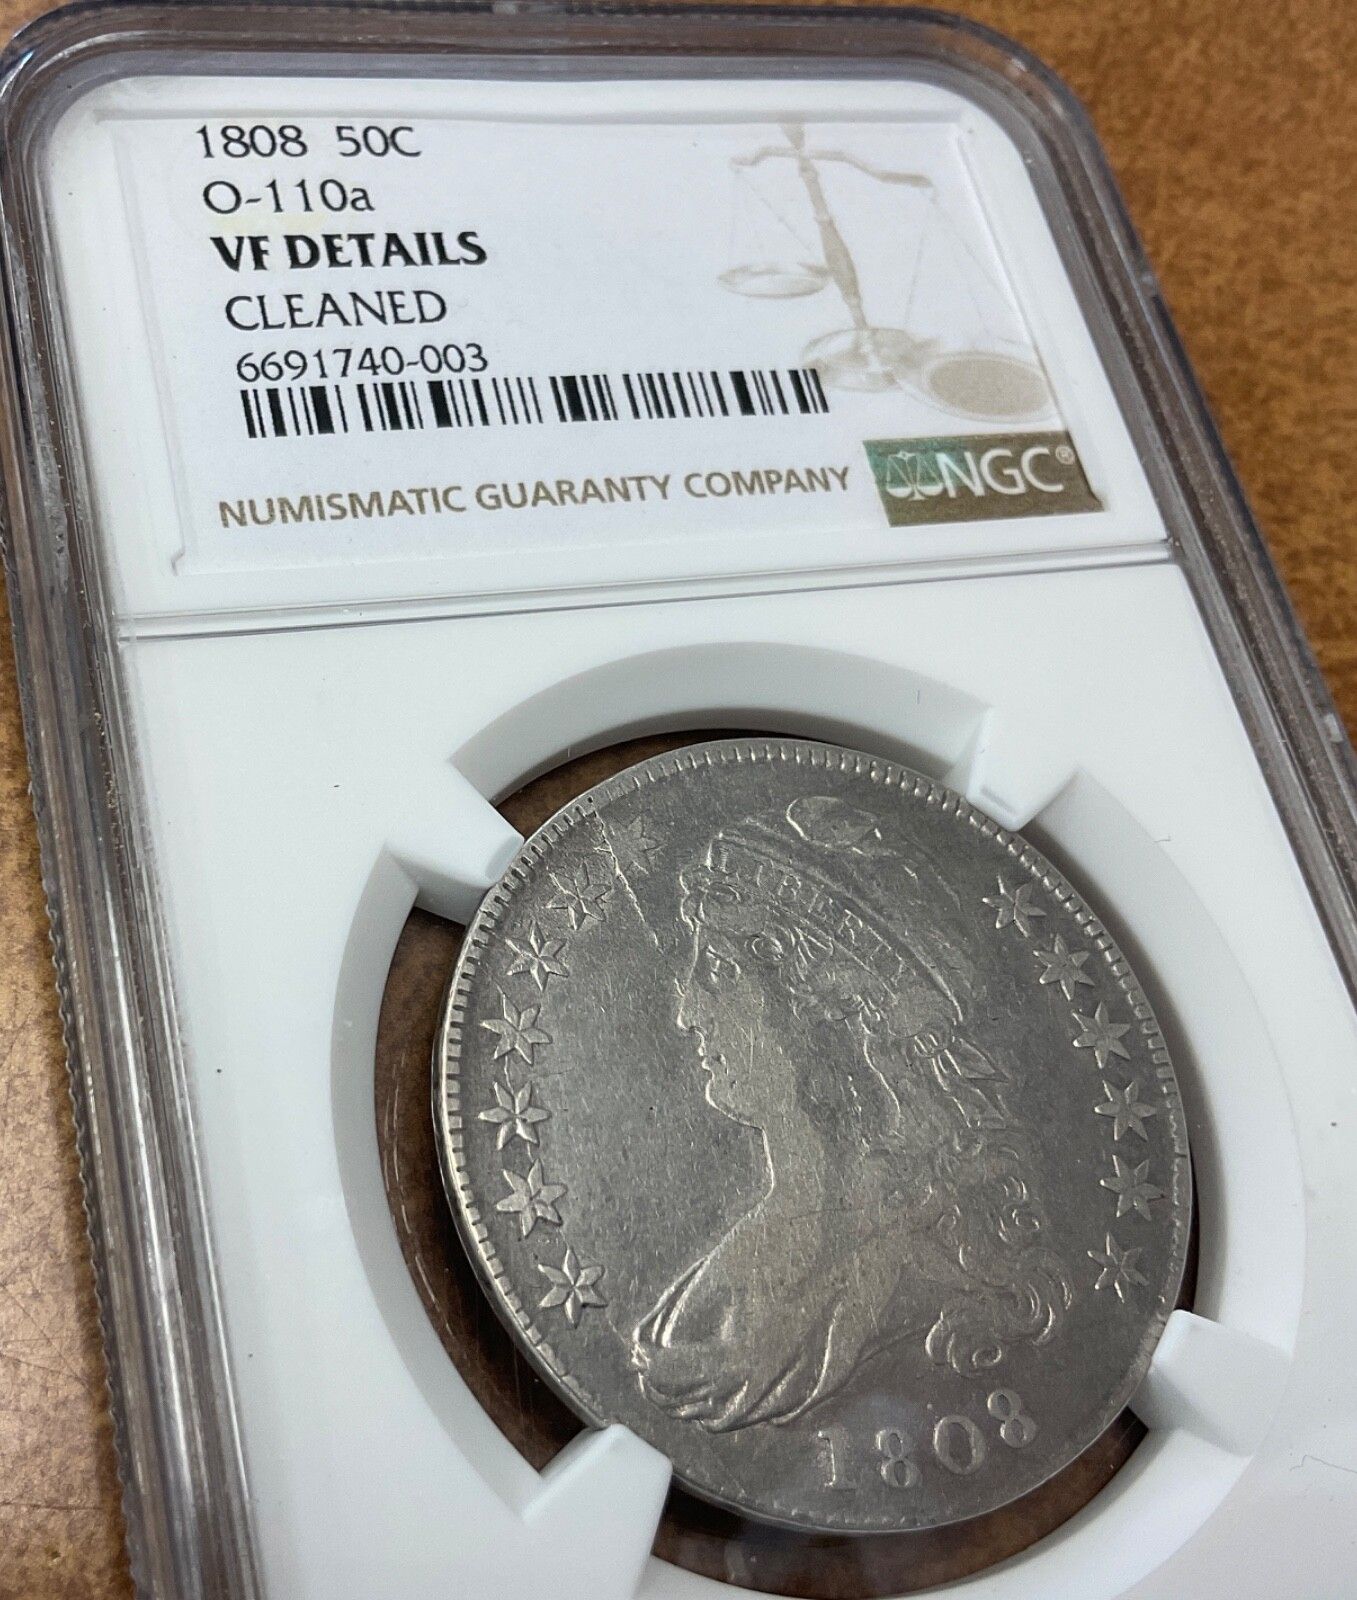 1808 50C
O-110a
VF DETAILS
CLEANED
6691740-003
NUMISMATIC GUARANTY COMPANY NGC®
LIBERTY
1808